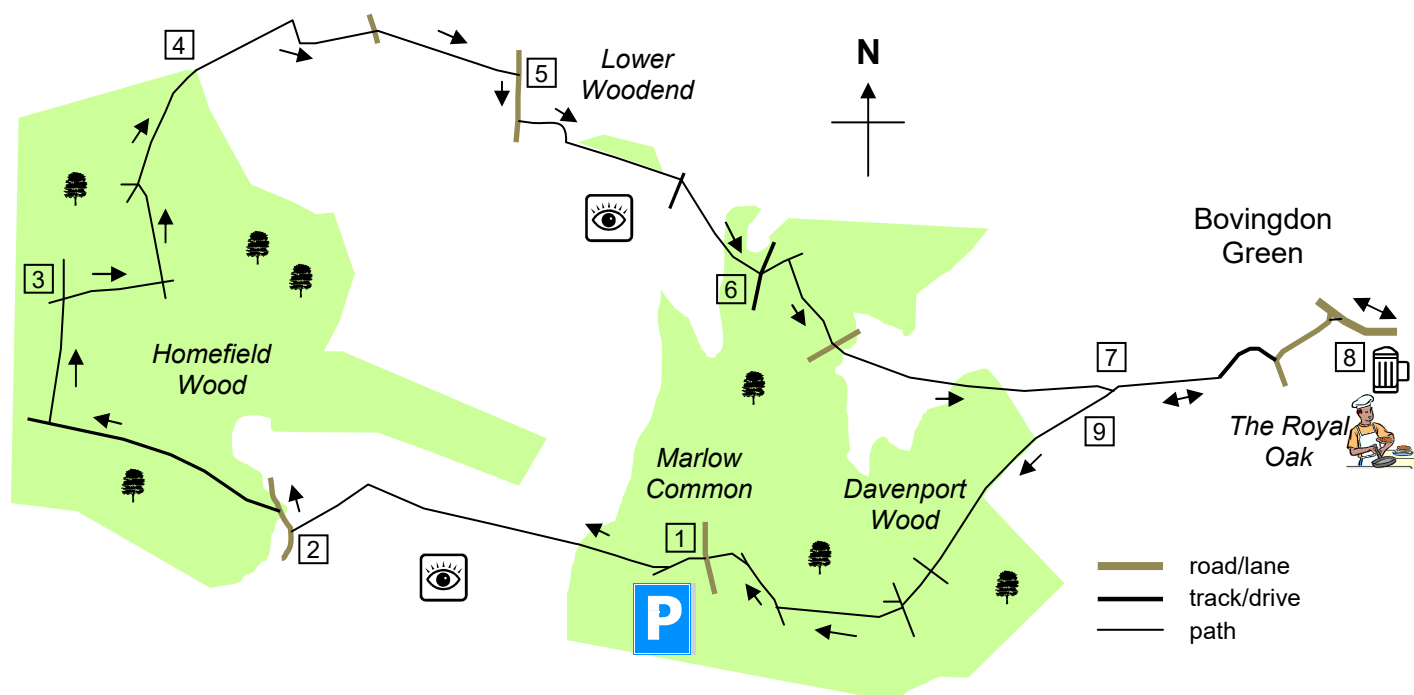 4
5
Lower
Woodend
N
Bovingdon
Green
3
6
7
8
Homefield
Wood
9
The Royal
Oak
Marlow
Common
Davenport
Wood
1
2
P
road/lane
track/drive
path